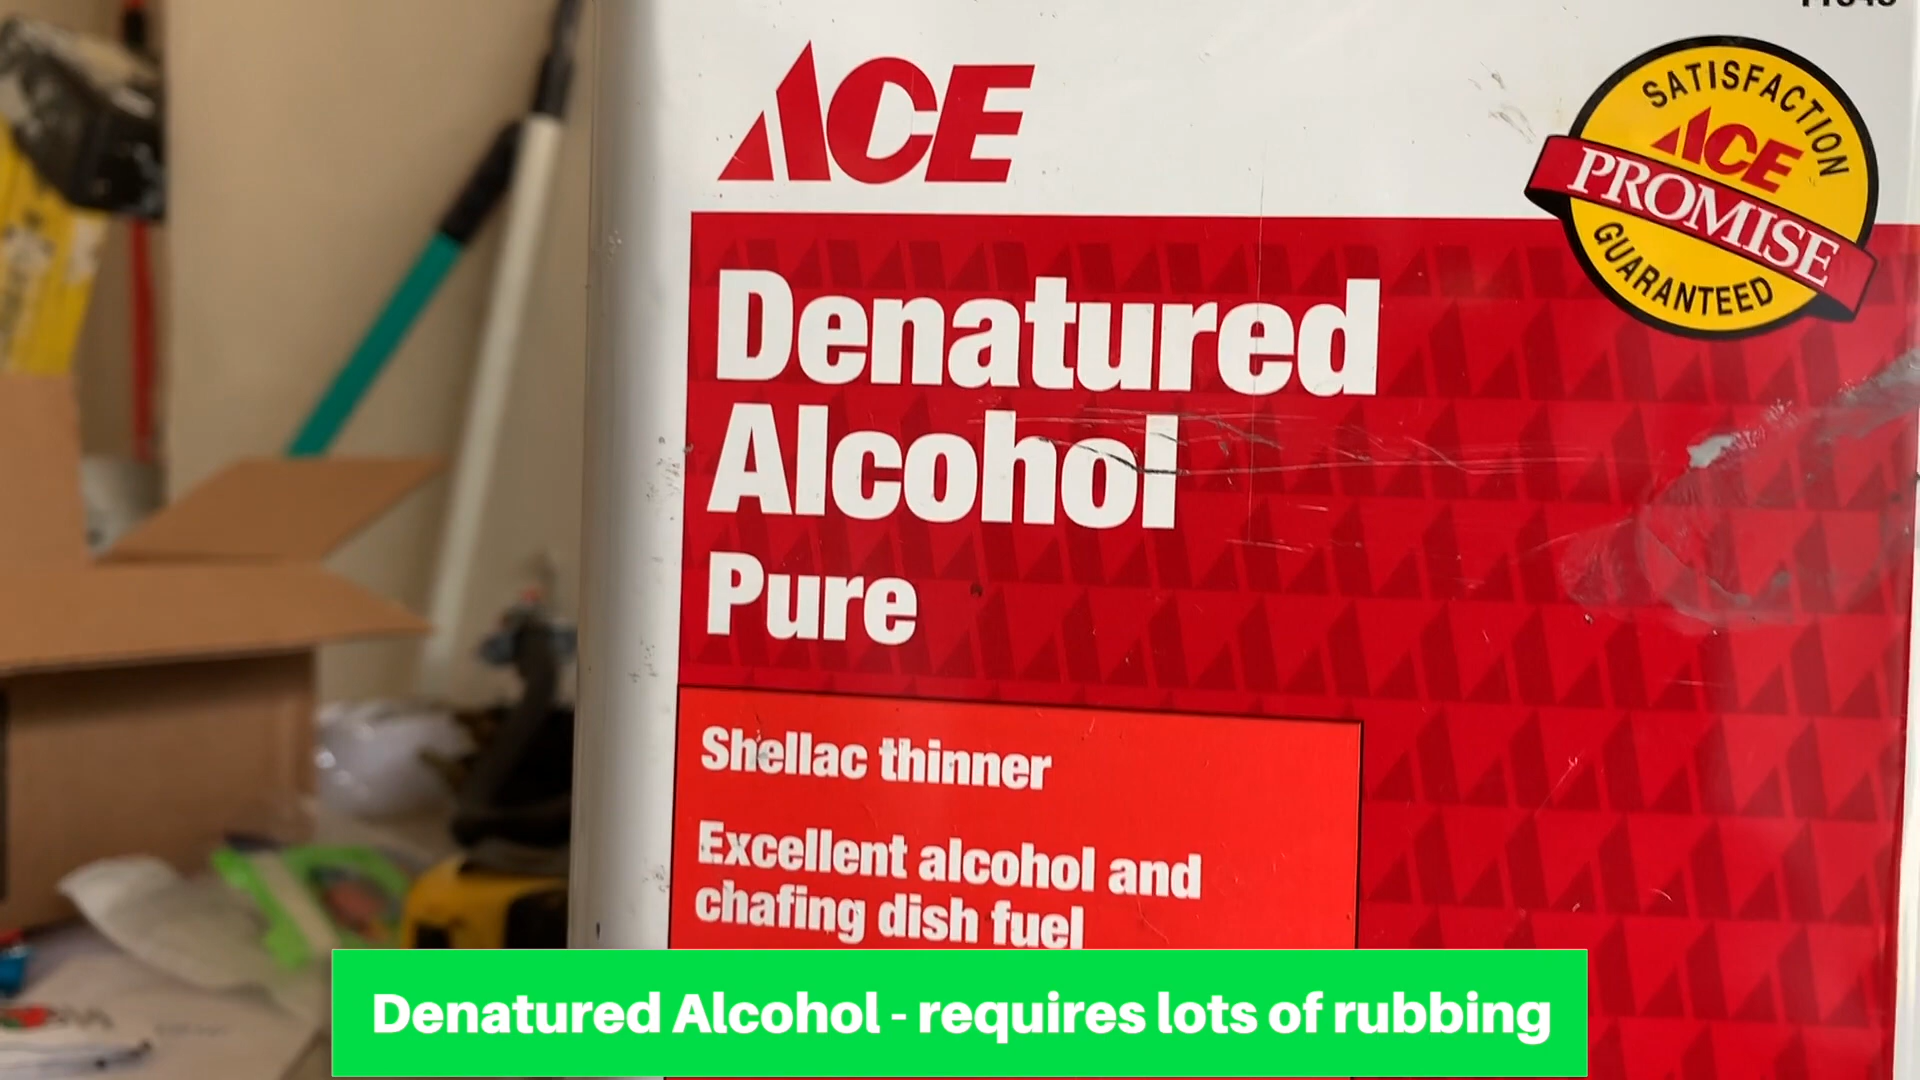 ACE
SATISFACTION
ACE
PROMISE
GUARANTEED
Denatured
Alcohol
Pure
Shellac thinner
Excellent alcohol and
chafing dish fuel
Denatured Alcohol - requires lots of rubbing